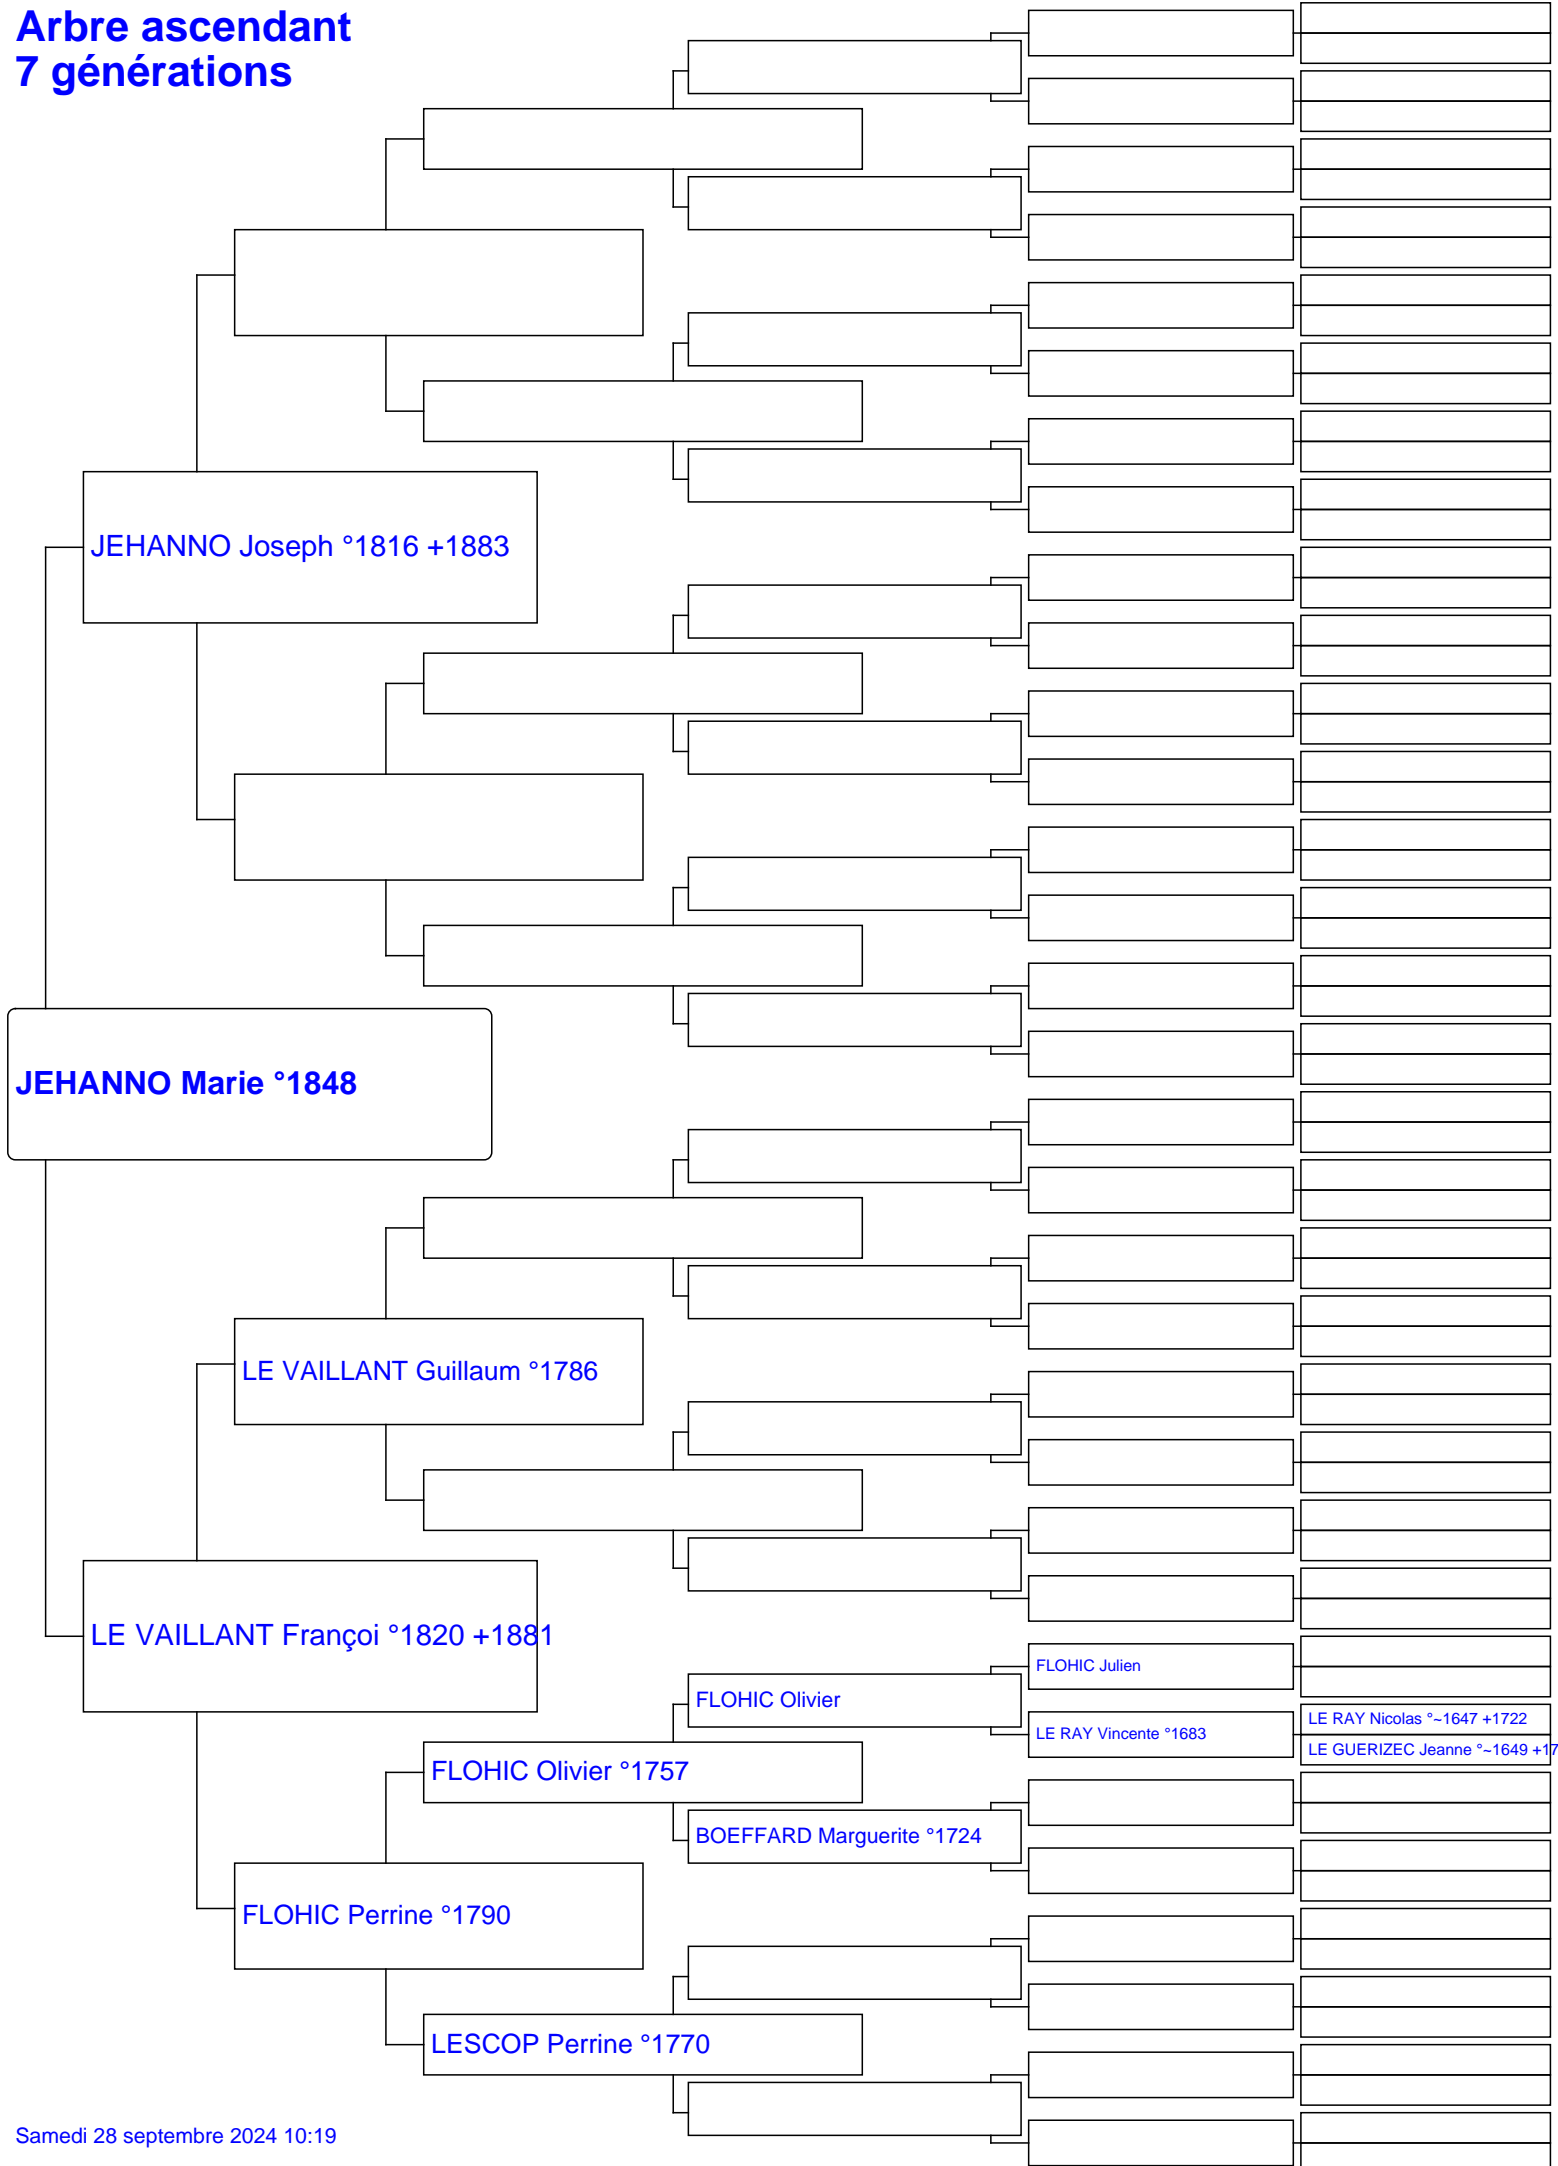 Arbre ascendant
7 générations
JEHANNO Joseph °1816 +1883
JEHANNO Marie °1848
LE VAILLANT Guillaum °1786
LE VAILLANT Françoi °1820 +1881
FLOHIC Julien
FLOHIC Olivier
LE RAY Vincente °1683
LE RAY Nicolas °~1647 +1722
LE GUERIZEC Jeanne °~1649 +17
FLOHIC Olivier °1757
BOEFFARD Marguerite °1724
FLOHIC Perrine °1790
LESCOP Perrine °1770
Samedi 28 septembre 2024 10:19